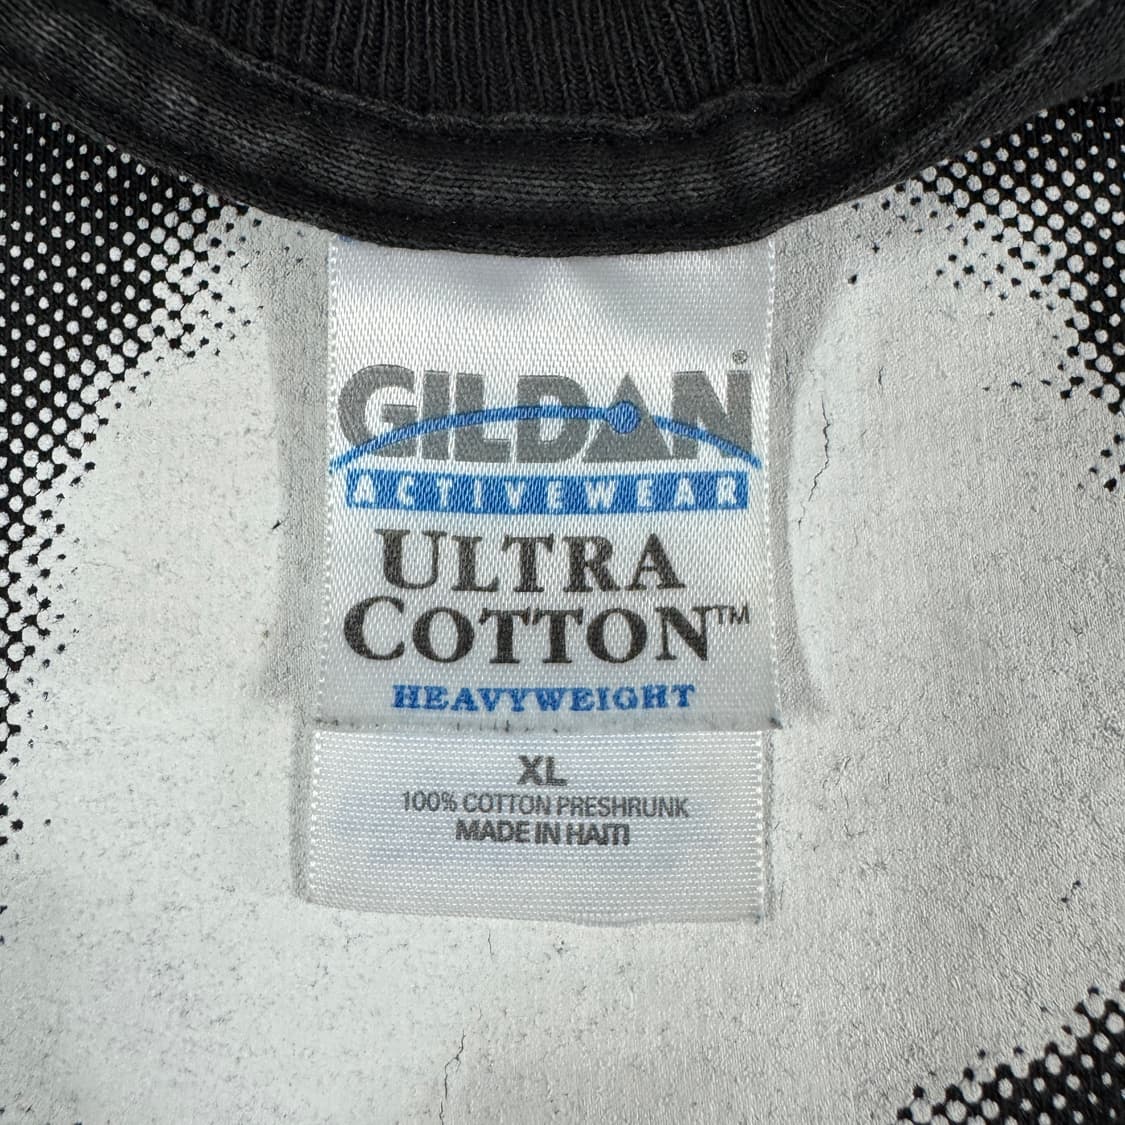 GILDAN®
ACTIVEWEAR
ULTRA
COTTON™
HEAVYWEIGHT
XL
100% COTTON PRESHRUNK
MADE IN HAITI